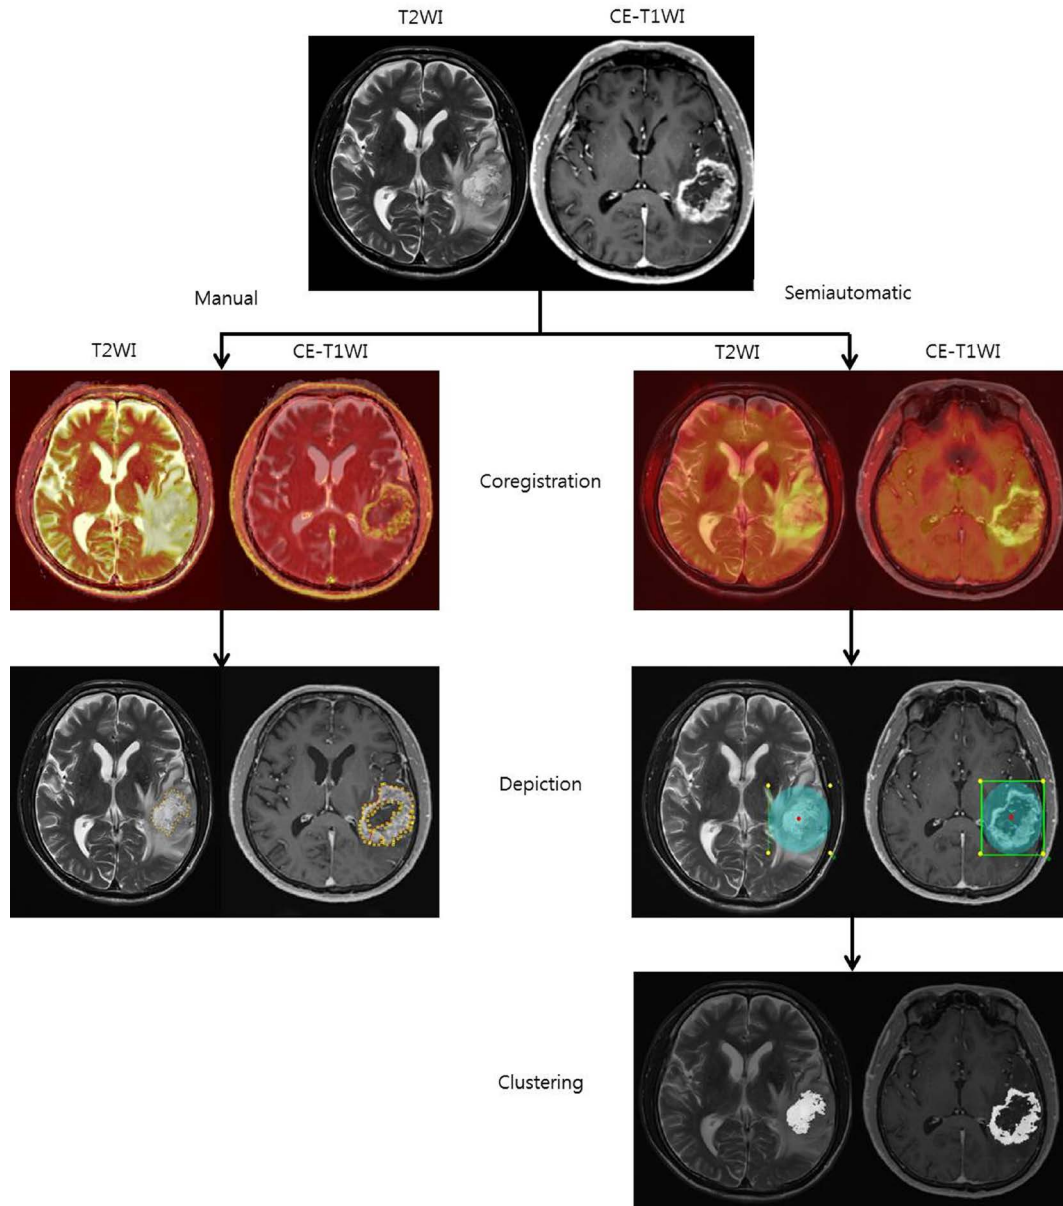 T2WI CE-T1WI
Manual Semiautomatic
T2WI CE-T1WI T2WI CE-T1WI
Coregistration
Depiction
Clustering